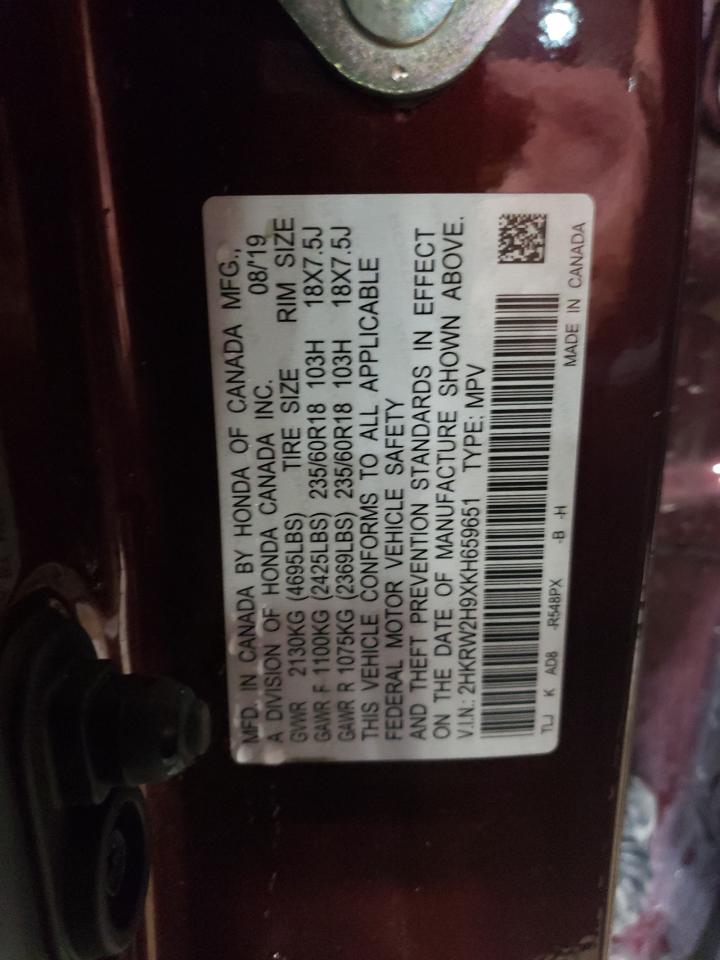 MFD. IN CANADA BY HONDA OF CANADA MFG.,
A DIVISION OF HONDA CANADA INC. 08/'19
GVWR 2130KG (4695LBS) TIRE SIZE RIM SIZE
GAWR F 1100KG (2425LBS) 235/60R18 103H 18X7.5J
GAWR R 1075KG (2369LBS) 235/60R18 103H 18X7.5J
THIS VEHICLE CONFORMS TO ALL APPLICABLE
FEDERAL MOTOR VEHICLE SAFETY
AND THEFT PREVENTION STANDARDS IN EFFECT
ON THE DATE OF MANUFACTURE SHOWN ABOVE.
V.I.N.: 2HKRW2H9XKH659651 TYPE: MPV
TLJ K AD8 -R548PX -B -H
MADE IN CANADA